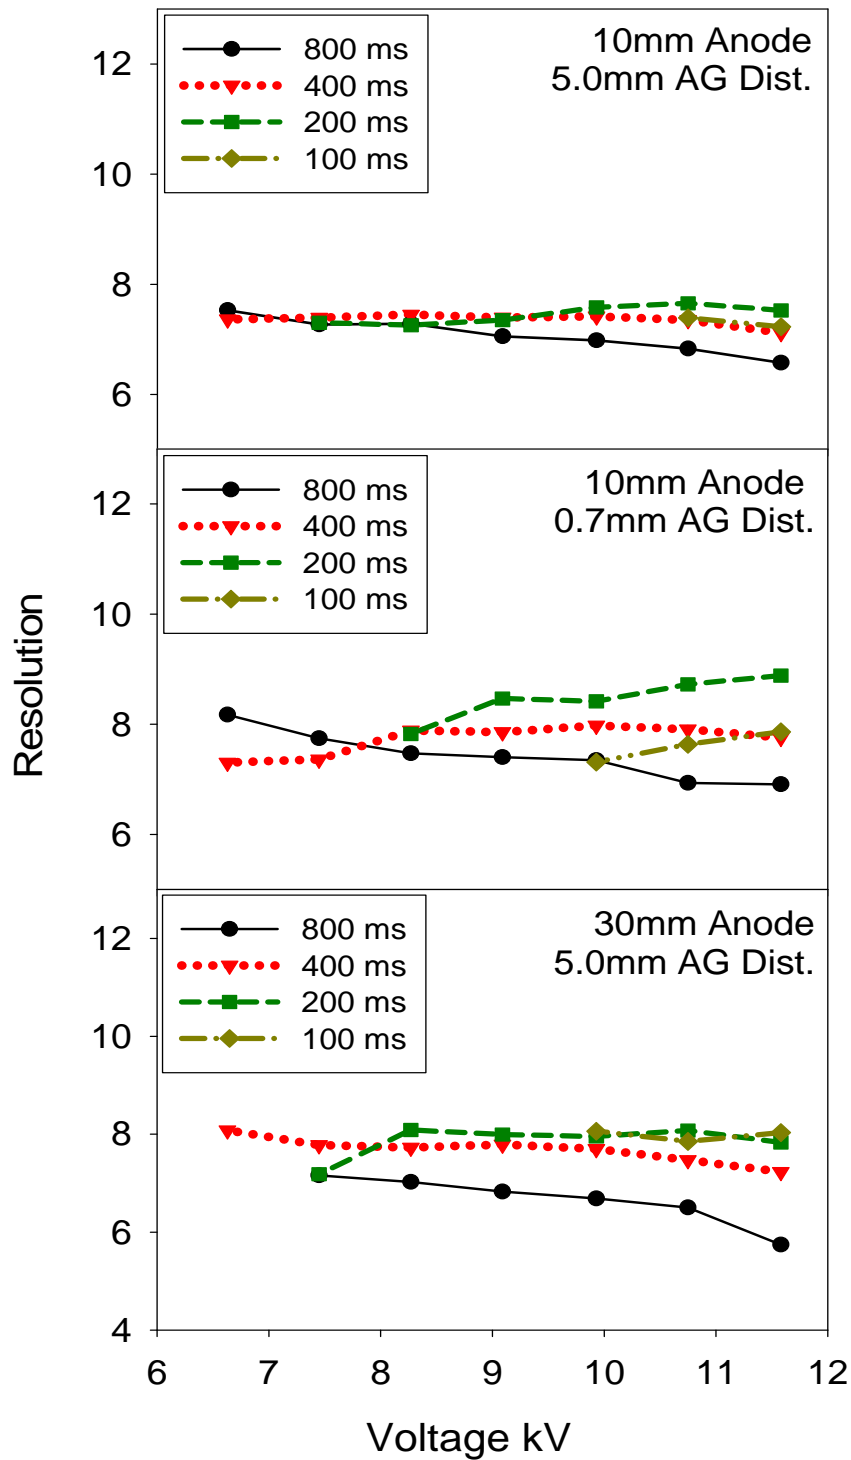 800 ms
400 ms
200 ms
100 ms
10mm Anode
5.0mm AG Dist.
12
10
8
6
800 ms
400 ms
200 ms
100 ms
10mm Anode
0.7mm AG Dist.
12
10
8
6
Resolution
800 ms
400 ms
200 ms
100 ms
30mm Anode
5.0mm AG Dist.
12
10
8
6
4
6 7 8 9 10 11 12
Voltage kV